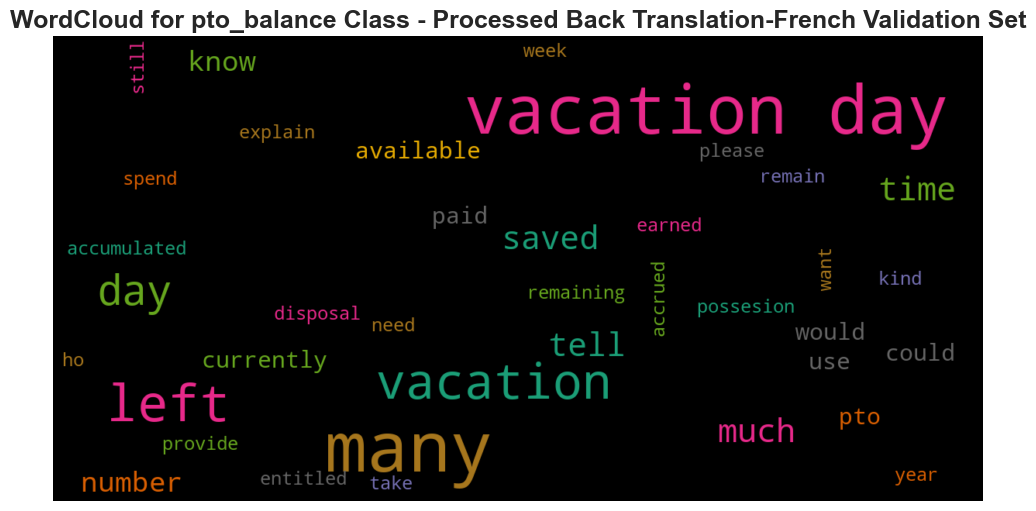 WordCloud for pto_balance Class - Processed Back Translation-French Validation Set
still
know
week
vacation day
explain
available
please
spend
remain
time
paid
saved
earned
accumulated
want
kind
day
accrued
remaining
possesion
disposal
need
would
tell
use
could
ho
currently
vacation
left
many
much
pto
provide
number
entitled
take
year